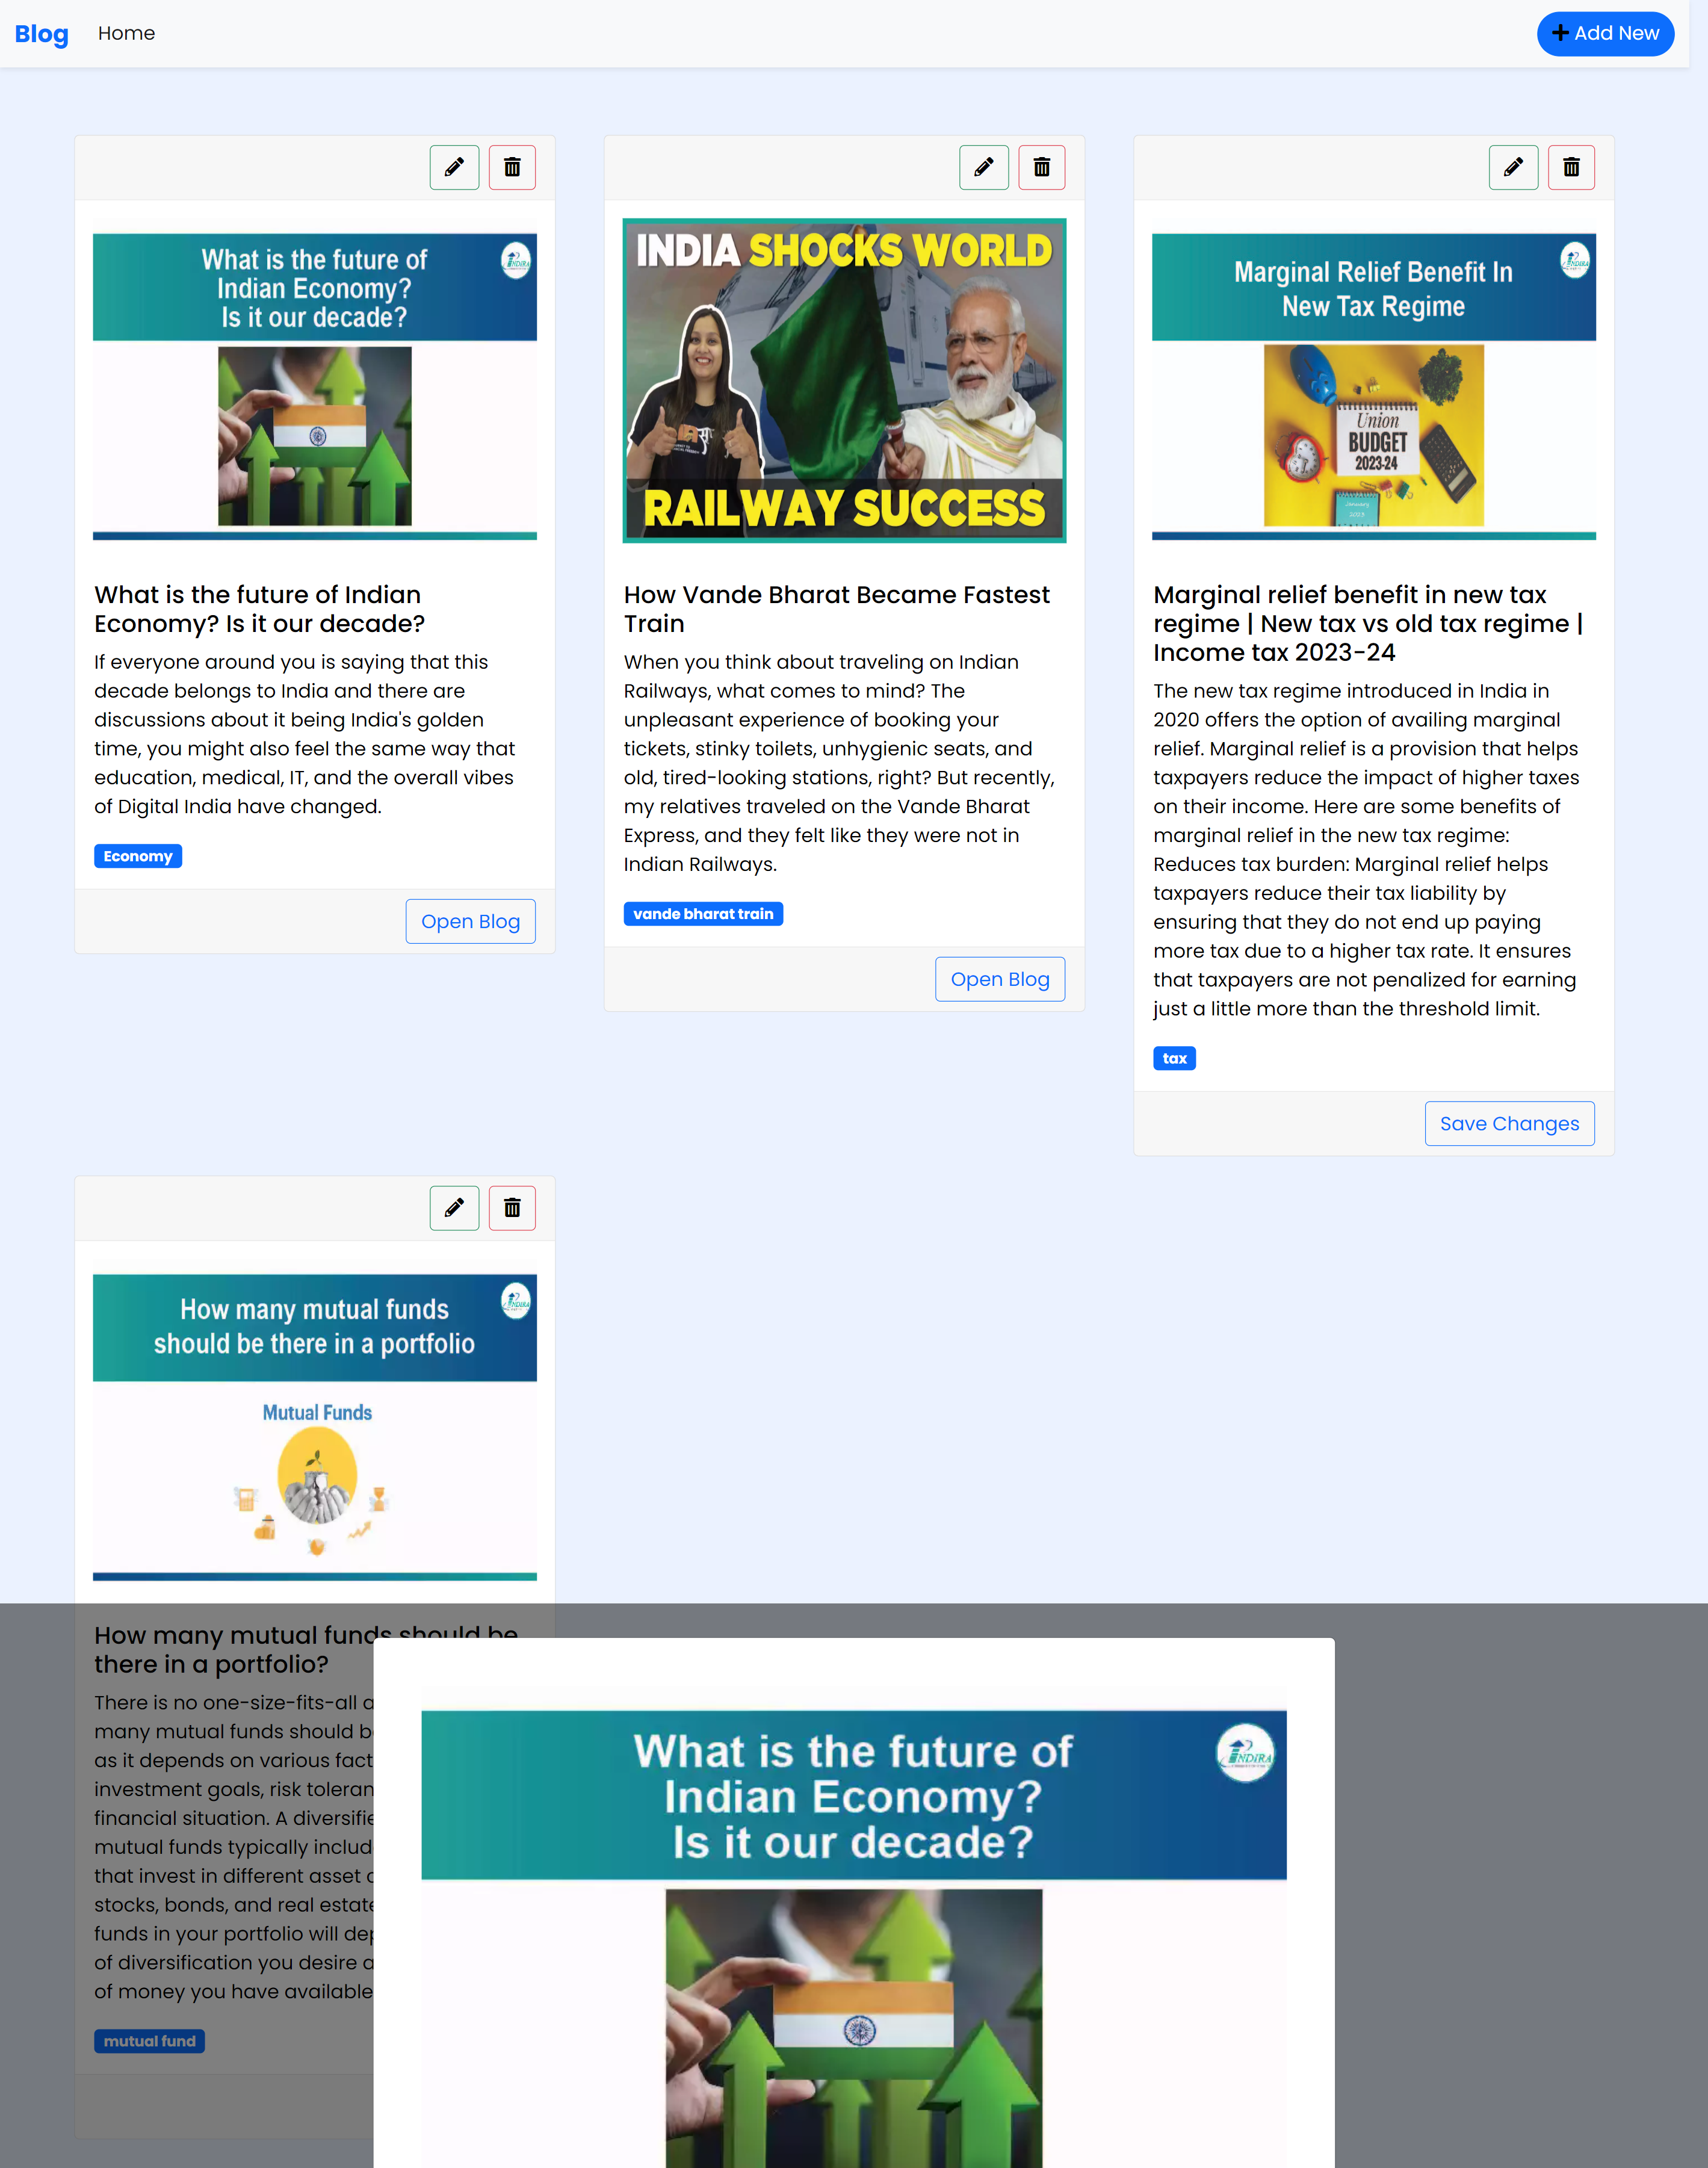 Blog
Home
Add New
What is the future of
Indian Economy?
Is it our decade?
INDIRA
What is the future of Indian
Economy? Is it our decade?
If everyone around you is saying that this
decade belongs to India and there are
discussions about it being India's golden
time, you might also feel the same way that
education, medical, IT, and the overall vibes
of Digital India have changed.
Economy
Open Blog
INDIA SHOCKS WORLD
RAILWAY SUCCESS
How Vande Bharat Became Fastest
Train
When you think about traveling on Indian
Railways, what comes to mind? The
unpleasant experience of booking your
tickets, stinky toilets, unhygienic seats, and
old, tired-looking stations, right? But recently,
my relatives traveled on the Vande Bharat
Express, and they felt like they were not in
Indian Railways.
vande bharat train
Open Blog
Marginal Relief Benefit In
New Tax Regime
INDIRA
Union
BUDGET
2023-24
January
2023
Marginal relief benefit in new tax
regime | New tax vs old tax regime |
Income tax 2023-24
The new tax regime introduced in India in
2020 offers the option of availing marginal
relief. Marginal relief is a provision that helps
taxpayers reduce the impact of higher taxes
on their income. Here are some benefits of
marginal relief in the new tax regime:
Reduces tax burden: Marginal relief helps
taxpayers reduce their tax liability by
ensuring that they do not end up paying
more tax due to a higher tax rate. It ensures
that taxpayers are not penalized for earning
just a little more than the threshold limit.
tax
Save Changes
How many mutual funds
should be there in a portfolio
INDIRA
Mutual Funds
How many mutual funds should be
there in a portfolio?
There is no one-size-fits-all
many mutual funds should
as it depends on various
investment goals, risk
financial situation. A
mutual funds typically
that invest in different asset
stocks, bonds, and real
funds in your portfolio will
of diversification you desire
of money you have available
mutual fund
What is the future of
Indian Economy?
Is it our decade?
INDIRA